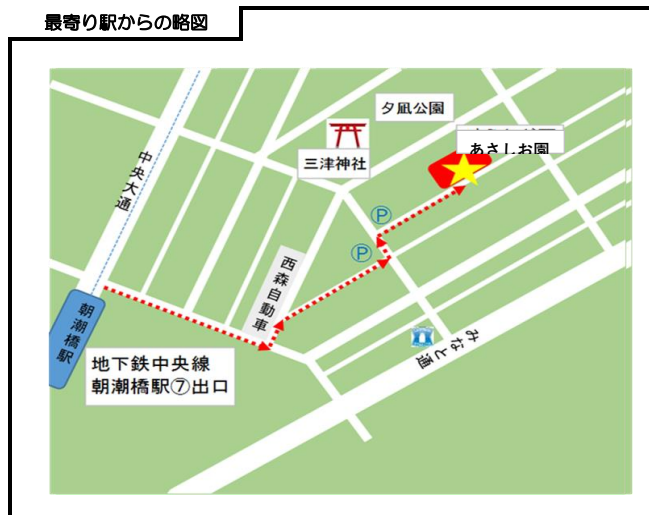 最寄り駅からの略図
夕凪公園
あさしお園
三津神社
中央大通
Ⓟ
Ⓟ
西森自動車
朝潮橋駅
みなと通
地下鉄中央線
朝潮橋駅⑦出口